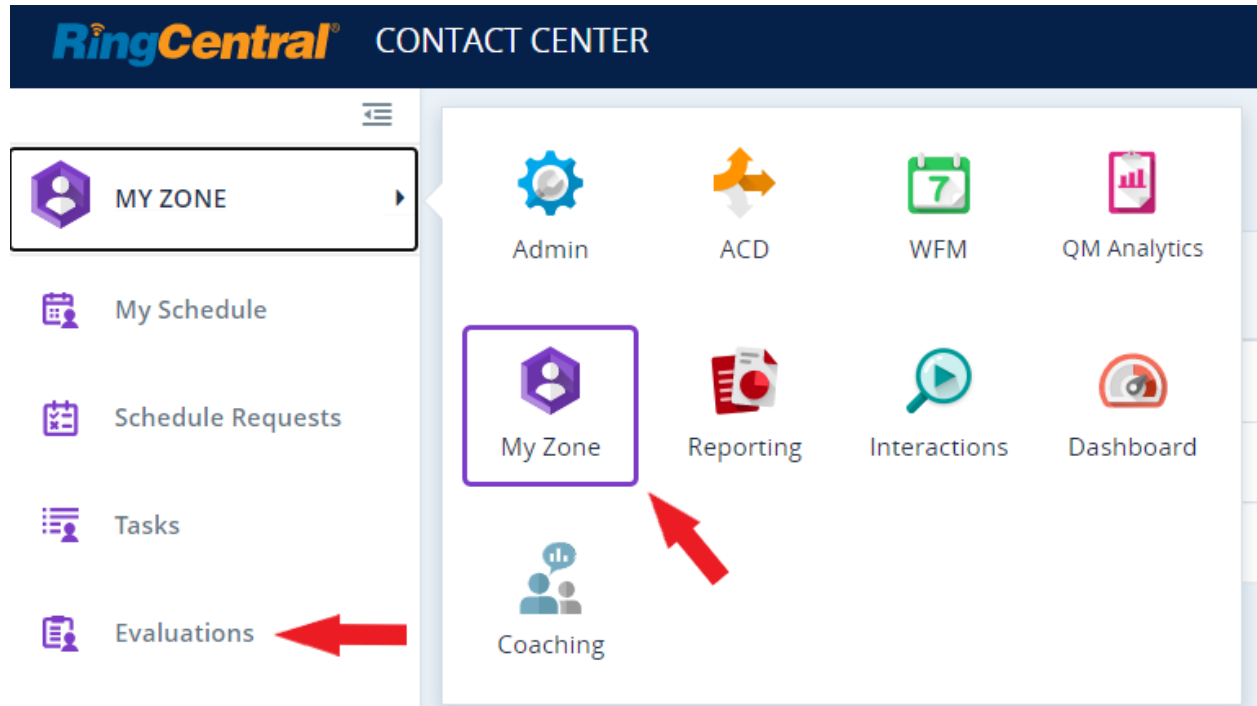 RingCentral® CONTACT CENTER
MY ZONE
My Schedule
Schedule Requests
Tasks
Evaluations
Admin ACD WFM QM Analytics
7
My Zone Reporting Interactions Dashboard
Coaching